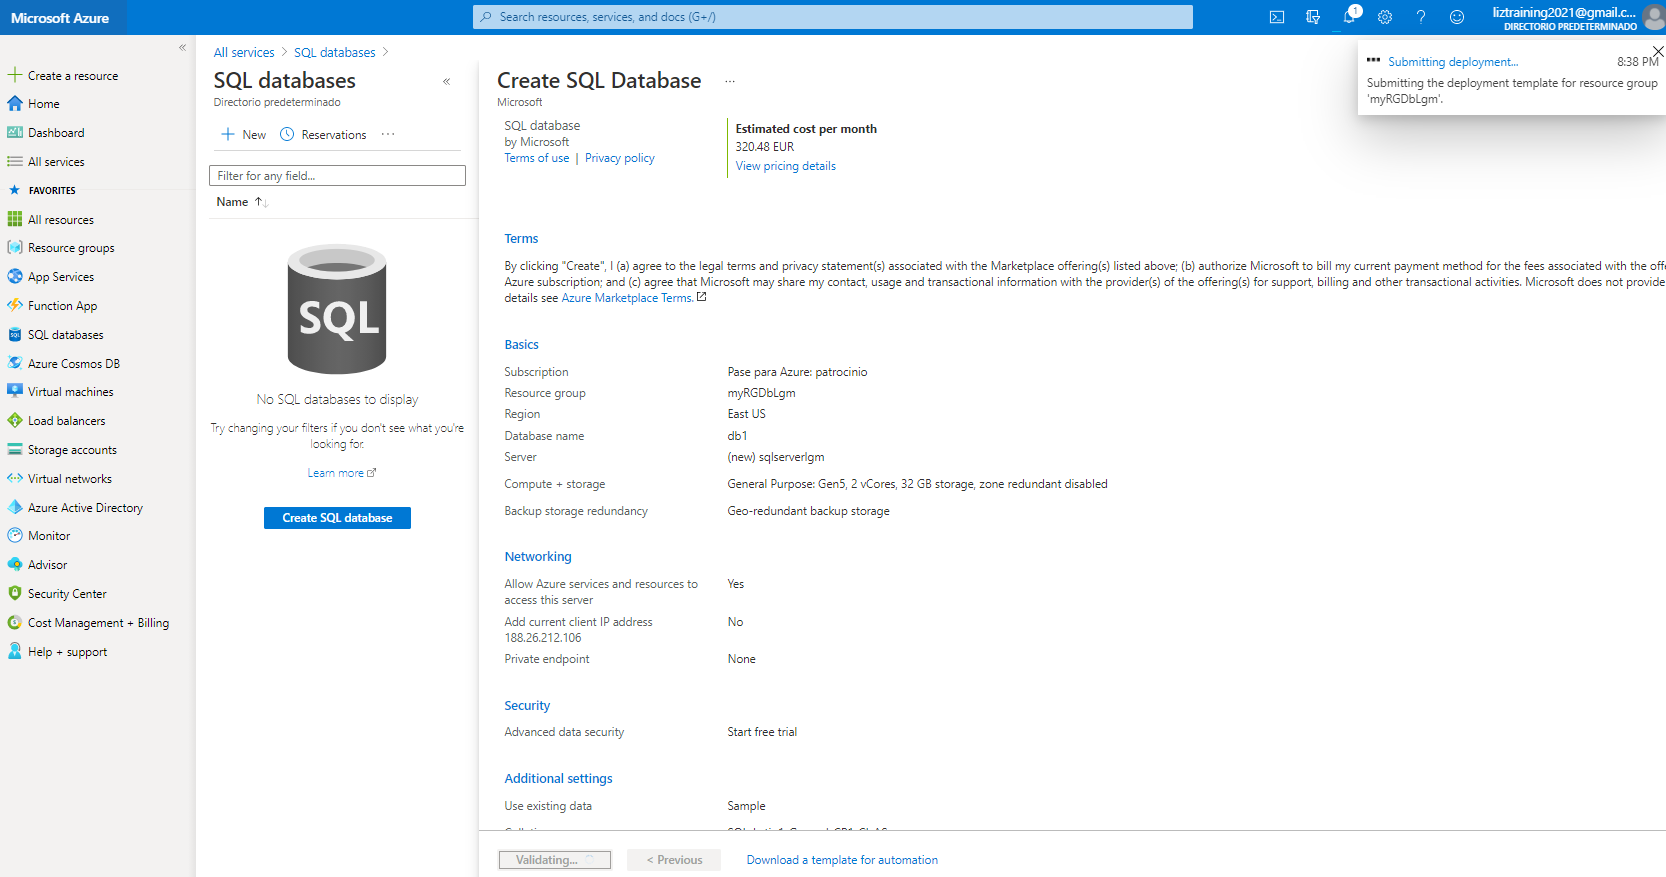 Microsoft Azure
Search resources, services, and docs (G+/)
1
liztraining2021@gmail.c...
DIRECTORIO PREDETERMINADO
Create a resource
Home
Dashboard
All services
FAVORITES
All resources
Resource groups
App Services
Function App
SQL databases
Azure Cosmos DB
Virtual machines
Load balancers
Storage accounts
Virtual networks
Azure Active Directory
Monitor
Advisor
Security Center
Cost Management + Billing
Help + support
All services > SQL databases >
SQL databases
Directorio predeterminado
New Reservations ...
Filter for any field...
Name ↑↓
SQL
No SQL databases to display
Try changing your filters if you don't see what you're
looking for.
Learn more
Create SQL database
Create SQL Database ...
Microsoft
SQL database
by Microsoft
Terms of use | Privacy policy
Estimated cost per month
320.48 EUR
View pricing details
Submitting deployment... 8:38 PM
Submitting the deployment template for resource group
'myRGDbLgm'.
Terms
By clicking "Create", I (a) agree to the legal terms and privacy statement(s) associated with the Marketplace offering(s) listed above; (b) authorize Microsoft to bill my current payment method for the fees associated with the offe
Azure subscription; and (c) agree that Microsoft may share my contact, usage and transactional information with the provider(s) of the offering(s) for support, billing and other transactional activities. Microsoft does not provide
details see Azure Marketplace Terms.
Basics
Subscription Pase para Azure: patrocinio
Resource group myRGDbLgm
Region East US
Database name db1
Server (new) sqlserverlgm
Compute + storage General Purpose: Gen5, 2 vCores, 32 GB storage, zone redundant disabled
Backup storage redundancy Geo-redundant backup storage
Networking
Allow Azure services and resources to Yes
access this server
Add current client IP address No
188.26.212.106
Private endpoint None
Security
Advanced data security Start free trial
Additional settings
Use existing data Sample
Validating... < Previous Download a template for automation